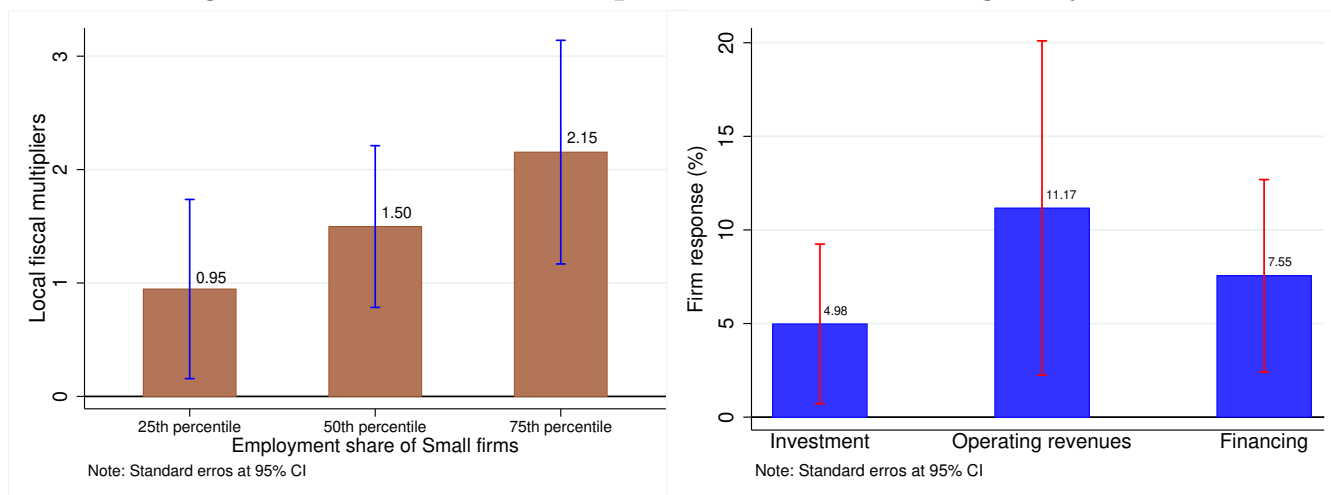 Local fiscal multipliers
3
2
1
0
0.95
1.50
2.15
25th percentile
50th percentile
75th percentile
Employment share of Small firms
Note: Standard erros at 95% CI
Firm response (%)
20
15
10
5
0
4.98
11.17
7.55
Investment
Operating revenues
Financing
Note: Standard erros at 95% CI